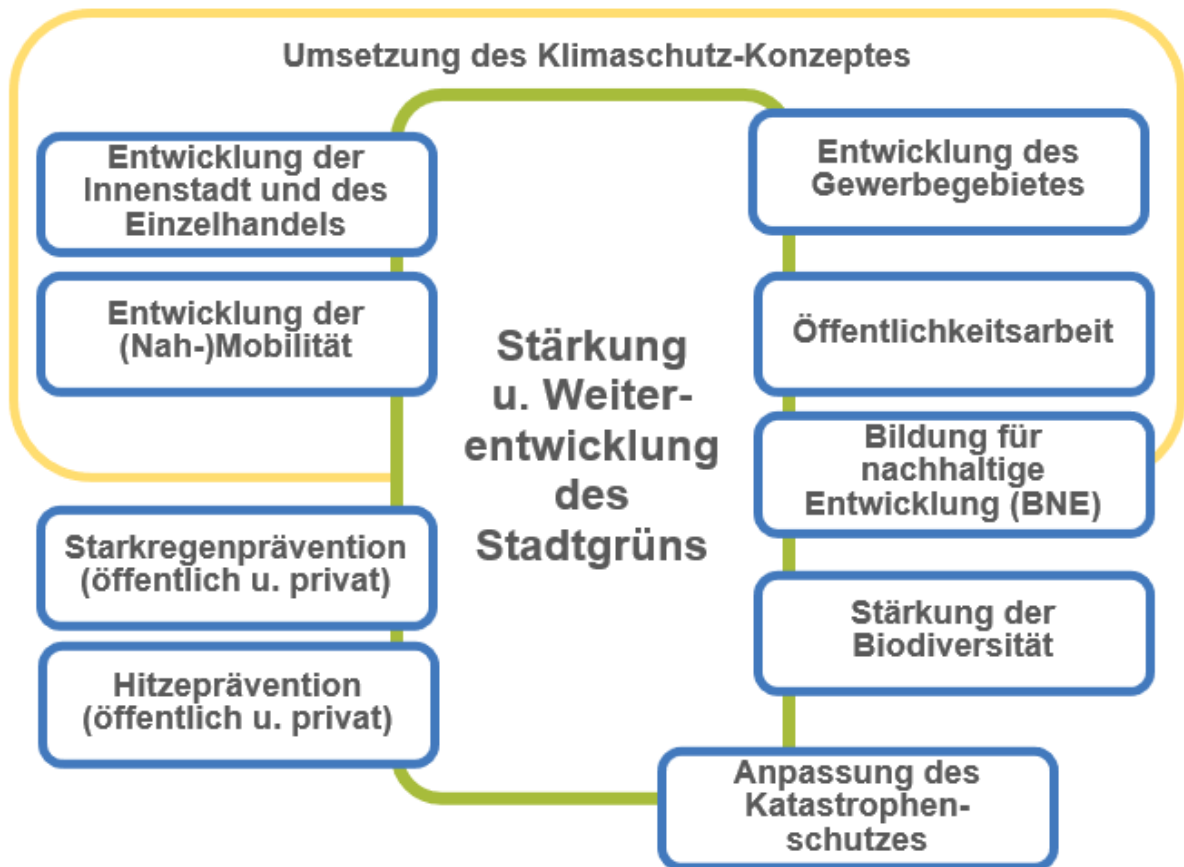 Umsetzung des Klimaschutz-Konzeptes
Entwicklung der
Innenstadt und des
Einzelhandels
Entwicklung der
(Nah-)Mobilität
Starkregenprävention
(öffentlich u. privat)
Hitzeprävention
(öffentlich u. privat)
Stärkung
u. Weiter-
entwicklung
des
Stadtgrüns
Entwicklung des
Gewerbegebietes
Öffentlichkeitsarbeit
Bildung für
nachhaltige
Entwicklung (BNE)
Stärkung der
Biodiversität
Anpassung des
Katastrophen-
schutzes